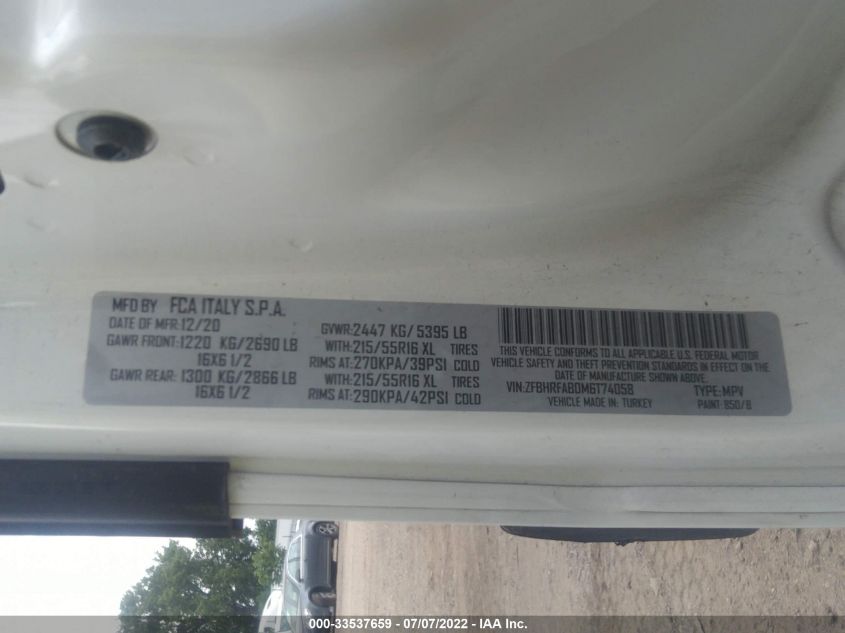 MFD BY FCA ITALY S.P.A.
DATE OF MFR:12/20
GAWR FRONT:1220 KG/2690 LB
16X6 1/2
GAWR REAR: 1300 KG/2866 LB
16X6 1/2
GVWR:2447 KG/ 5395 LB
WITH:215/55R16 XL TIRES
RIMS AT:270KPA/39PSI COLD
WITH:215/55R16 XL TIRES
RIMS AT:290KPA/42PSI COLD
THIS VEHICLE CONFORMS TO ALL APPLICABLE U.S. FEDERAL MOTOR
VEHICLE SAFETY AND THEFT PREVENTION STANDARDS IN EFFECT ON THE
DATE OF MANUFACTURE SHOWN ABOVE.
VIN:ZFBHRFAB0M6T74058 TYPE:MPV
VEHICLE MADE IN: TURKEY PAINT: 850/B
000-33537659 - 07/07/2022 - IAA Inc.